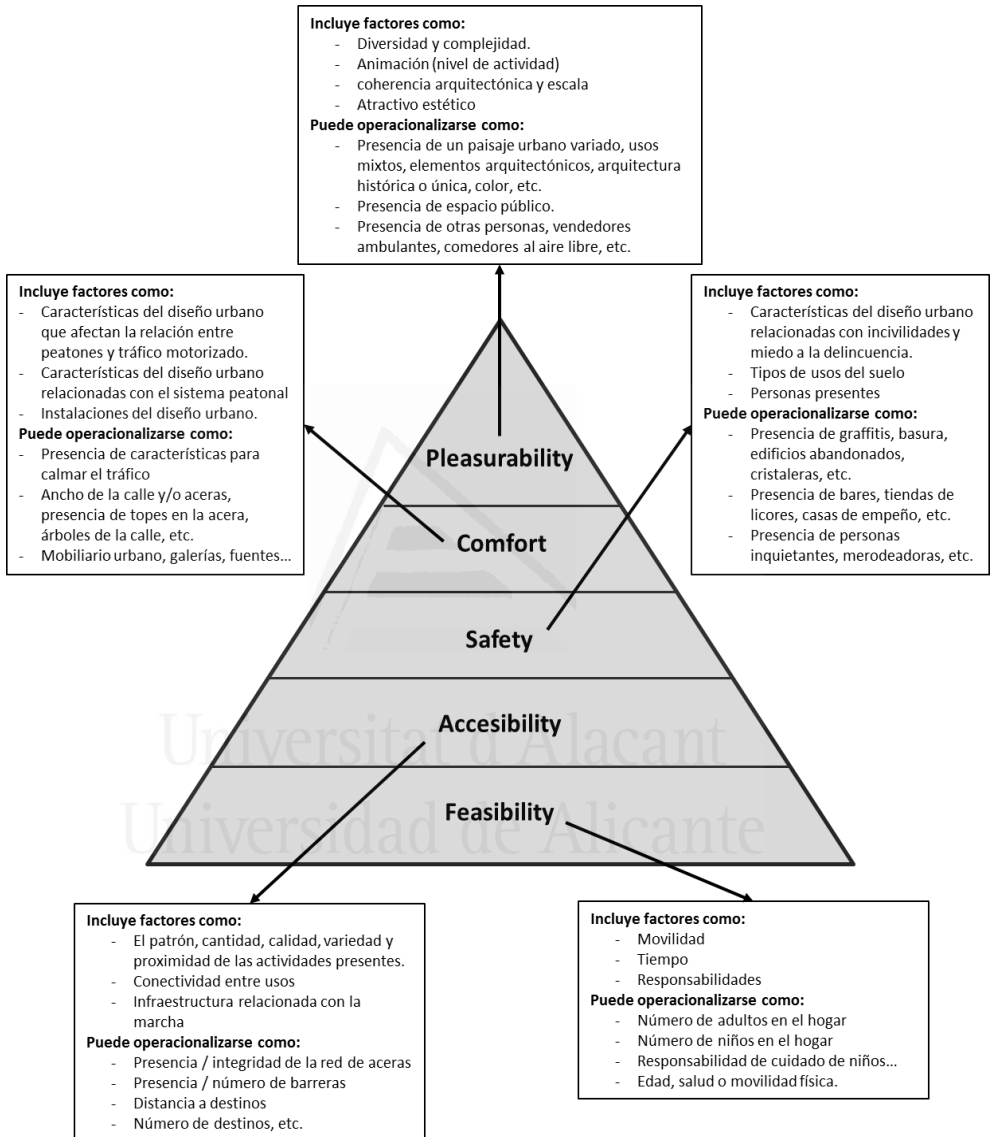 Incluye factores como:
- Diversidad y complejidad.
- Animación (nivel de actividad)
- coherencia arquitectónica y escala
- Atractivo estético
Puede operacionalizarse como:
- Presencia de un paisaje urbano variado, usos
mixtos, elementos arquitectónicos, arquitectura
histórica o única, color, etc.
- Presencia de espacio público.
- Presencia de otras personas, vendedores
ambulantes, comedores al aire libre, etc.
Incluye factores como:
- Características del diseño urbano
que afectan la relación entre
peatones y tráfico motorizado.
- Características del diseño urbano
relacionadas con el sistema peatonal
- Instalaciones del diseño urbano.
Puede operacionalizarse como:
- Presencia de características para
calmar el tráfico
- Ancho de la calle y/o aceras,
presencia de topes en la acera,
árboles de la calle, etc.
- Mobiliario urbano, galerías, fuentes...
Incluye factores como:
- Características del diseño urbano
relacionadas con incivilidades y
miedo a la delincuencia.
- Tipos de usos del suelo
- Personas presentes
Puede operacionalizarse como:
- Presencia de graffitis, basura,
edificios abandonados,
cristaleras, etc.
- Presencia de bares, tiendas de
licores, casas de empeño, etc.
- Presencia de personas
inquietantes, merodeadoras, etc.
Pleasurability
Comfort
Safety
Accesibility
Feasibility
Universitat d'Alacant
Universidad de Alicante
Incluye factores como:
- El patrón, cantidad, calidad, variedad y
proximidad de las actividades presentes.
- Conectividad entre usos
- Infraestructura relacionada con la
marcha
Puede operacionalizarse como:
- Presencia / integridad de la red de aceras
- Presencia / número de barreras
- Distancia a destinos
- Número de destinos, etc.
Incluye factores como:
- Movilidad
- Tiempo
- Responsabilidades
Puede operacionalizarse como:
- Número de adultos en el hogar
- Número de niños en el hogar
- Responsabilidad de cuidado de niños...
- Edad, salud o movilidad física.